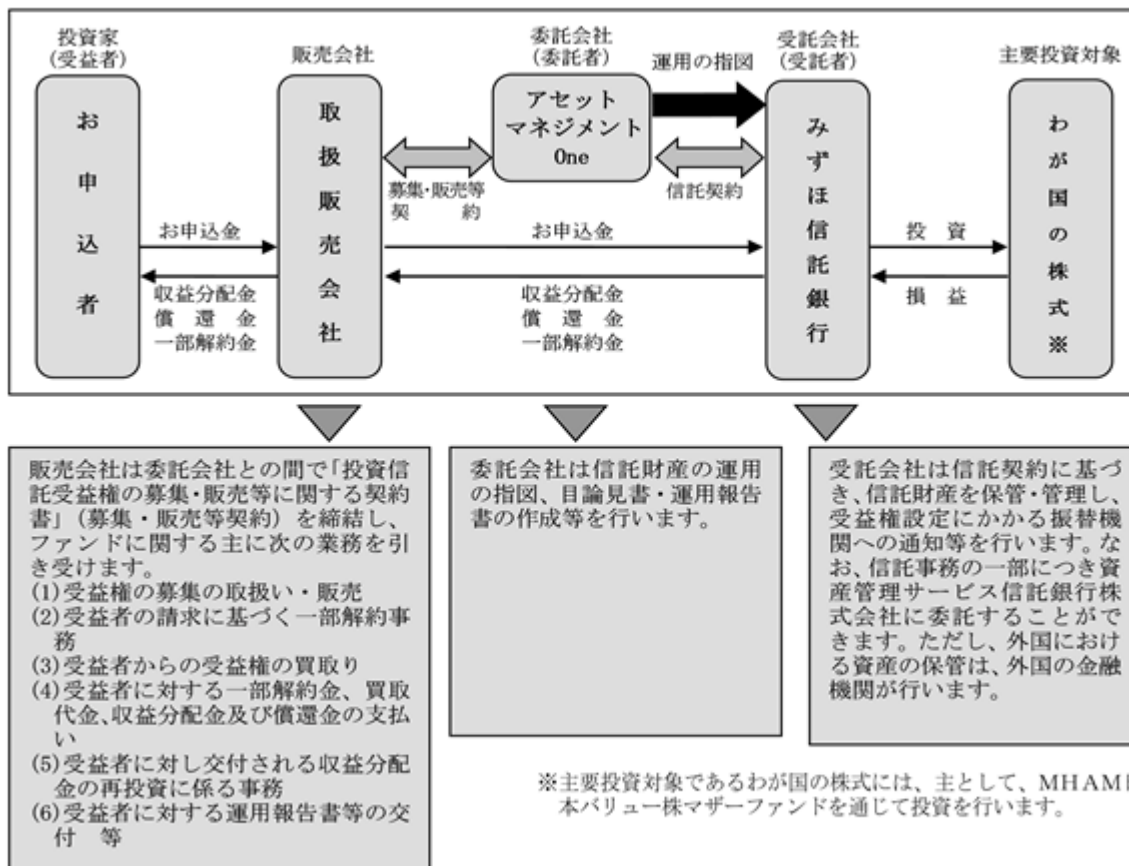 投資家
(受益者)
販売会社
委託会社
(委託者)
受託会社
(受託者)
主要投資対象
お申込者
取扱販売会社
アセット
マネジメント
One
運用の指図
みずほ信託銀行
わが国の株式※
募集・販売等
契約
信託契約
お申込金
収益分配金
償還金
一部解約金
お申込金
収益分配金
償還金
一部解約金
投資
損益
販売会社は委託会社との間で「投資信
託受益権の募集・販売等に関する契約
書」(募集・販売等契約)を締結し、
ファンドに関する主に次の業務を引
き受けます。
(1)受益権の募集の取扱い・販売
(2)受益者の請求に基づく一部解約事
務
(3)受益者からの受益権の買取り
(4)受益者に対する一部解約金、買取
代金、収益分配金及び償還金の支払
い
(5)受益者に対し交付される収益分配
金の再投資に係る事務
(6)受益者に対する運用報告書等の交
付 等
委託会社は信託財産の運用
の指図、目論見書・運用報告
書の作成等を行います。
受託会社は信託契約に基づ
き、信託財産を保管・管理し、
受益権設定にかかる振替機
関への通知等を行います。な
お、信託事務の一部につき資
産管理サービス信託銀行株
式会社に委託することがで
きます。ただし、外国におけ
る資産の保管は、外国の金融
機関が行います。
※主要投資対象であるわが国の株式には、主として、MHAM日
本バリュー株マザーファンドを通じて投資を行います。